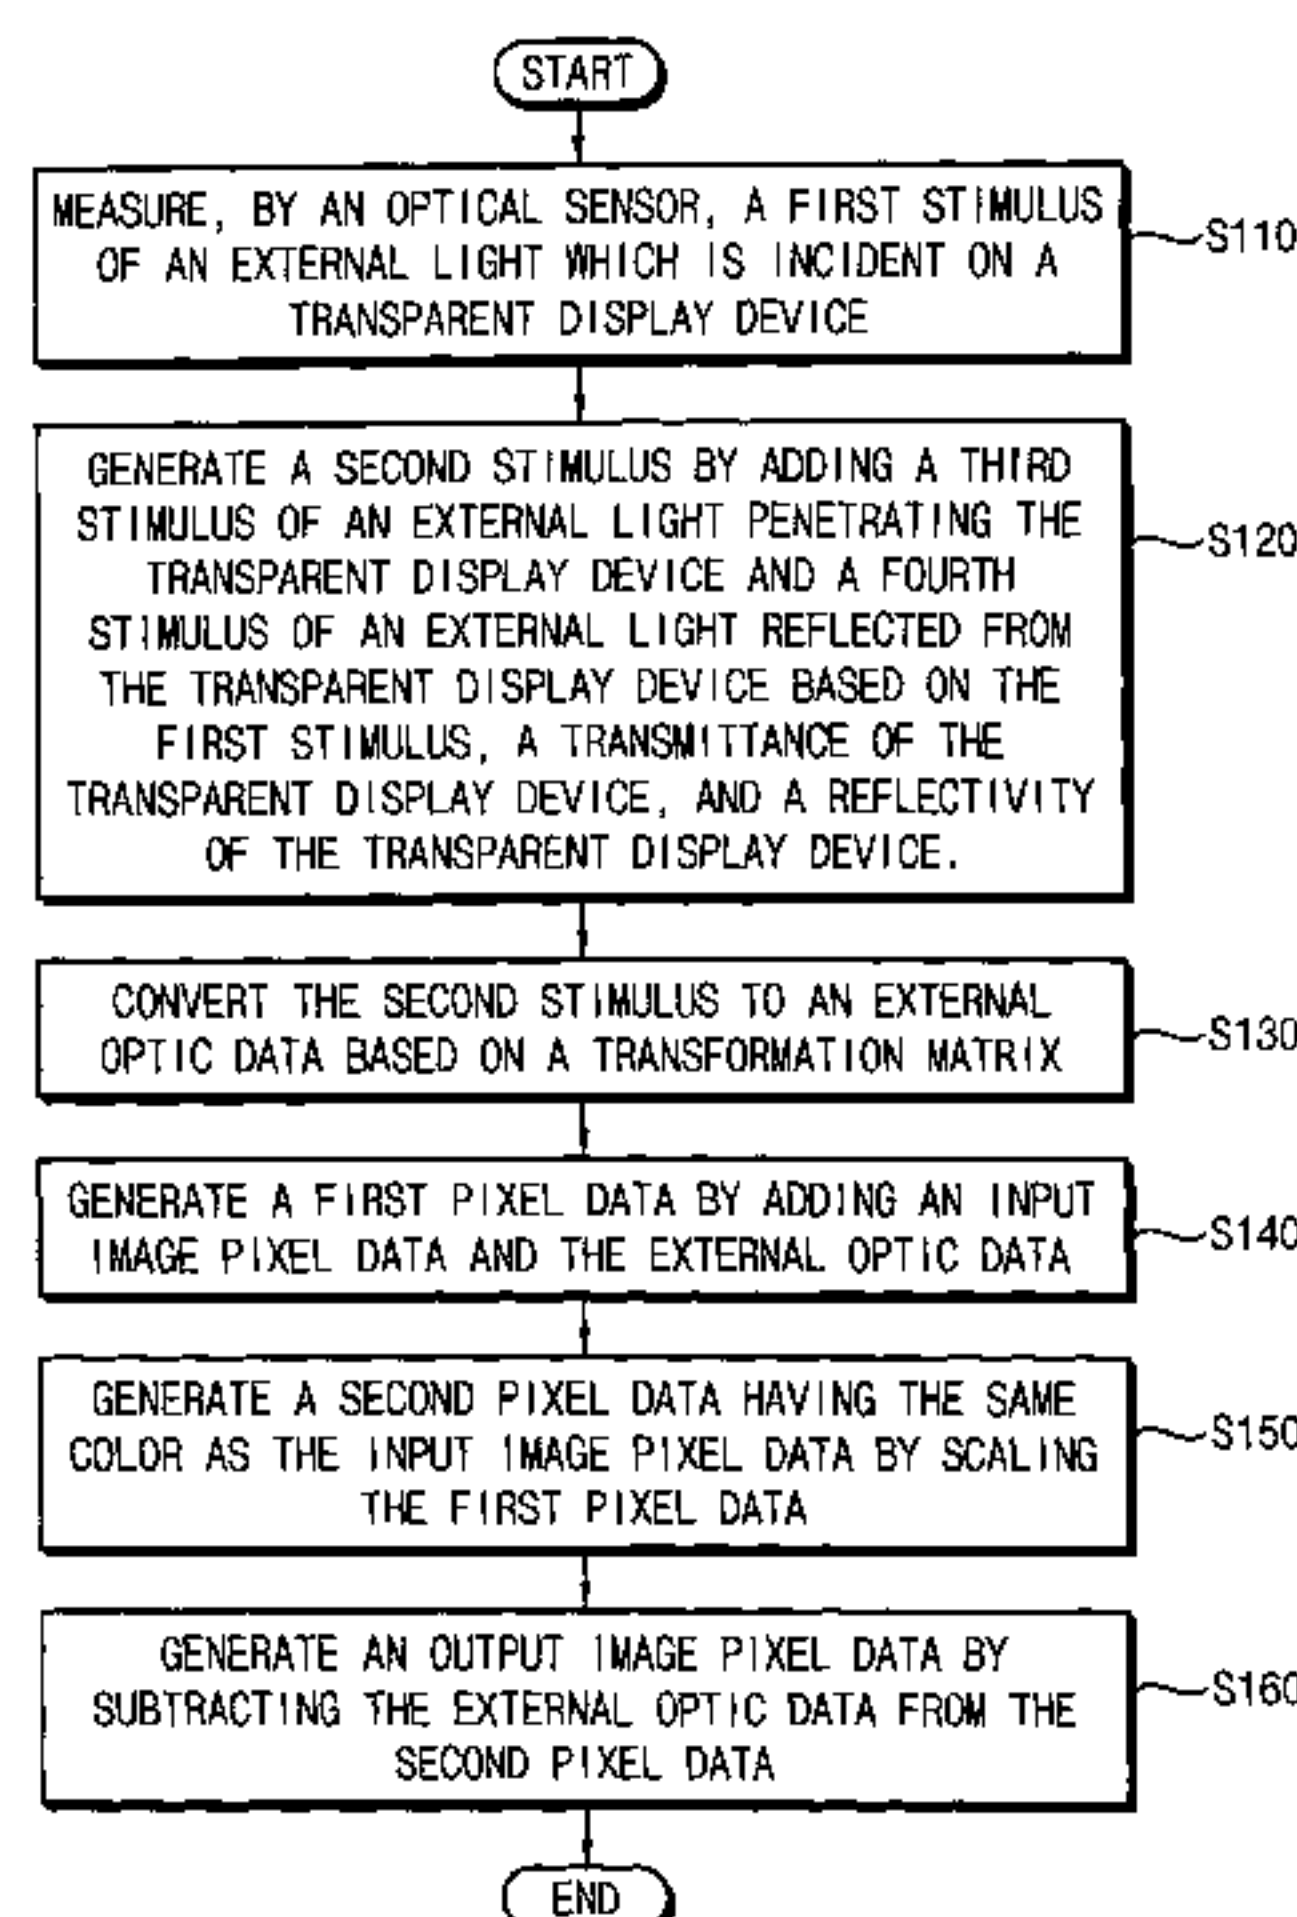 START
MEASURE, BY AN OPTICAL SENSOR, A FIRST STIMULUS
OF AN EXTERNAL LIGHT WHICH IS INCIDENT ON A
TRANSPARENT DISPLAY DEVICE
S110
GENERATE A SECOND STIMULUS BY ADDING A THIRD
STIMULUS OF AN EXTERNAL LIGHT PENETRATING THE
TRANSPARENT DISPLAY DEVICE AND A FOURTH
STIMULUS OF AN EXTERNAL LIGHT REFLECTED FROM
THE TRANSPARENT DISPLAY DEVICE BASED ON THE
FIRST STIMULUS, A TRANSMITTANCE OF THE
TRANSPARENT DISPLAY DEVICE, AND A REFLECTIVITY
OF THE TRANSPARENT DISPLAY DEVICE.
S120
CONVERT THE SECOND STIMULUS TO AN EXTERNAL
OPTIC DATA BASED ON A TRANSFORMATION MATRIX
S130
GENERATE A FIRST PIXEL DATA BY ADDING AN INPUT
IMAGE PIXEL DATA AND THE EXTERNAL OPTIC DATA
S140
GENERATE A SECOND PIXEL DATA HAVING THE SAME
COLOR AS THE INPUT IMAGE PIXEL DATA BY SCALING
THE FIRST PIXEL DATA
S150
GENERATE AN OUTPUT IMAGE PIXEL DATA BY
SUBTRACTING THE EXTERNAL OPTIC DATA FROM THE
SECOND PIXEL DATA
S160
END